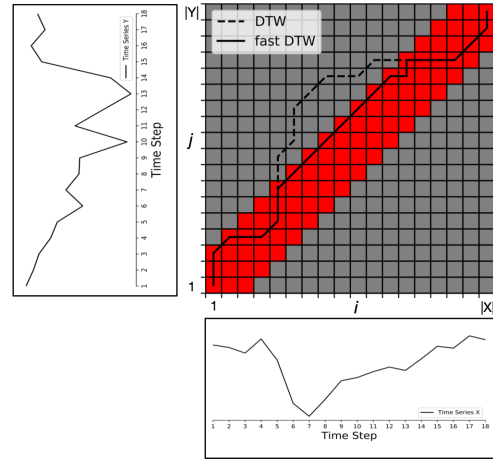 |Y|
DTW
fast DTW
j
1
1
i
|X|
Time Series Y
Time Step
1 2 3 4 5 6 7 8 9 10 11 12 13 14 15 16 17 18
Time Series X
1 2 3 4 5 6 7 8 9 10 11 12 13 14 15 16 17 18
Time Step